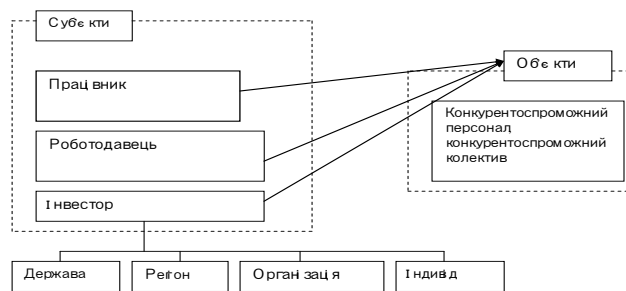 Суб'єкти
Об'єкти
Працівник
Конкурентоспроможний
персонал,
конкурентоспроможний
колектив
Роботодавець
Інвестор
Держава
Регіон
Організація
Індивід